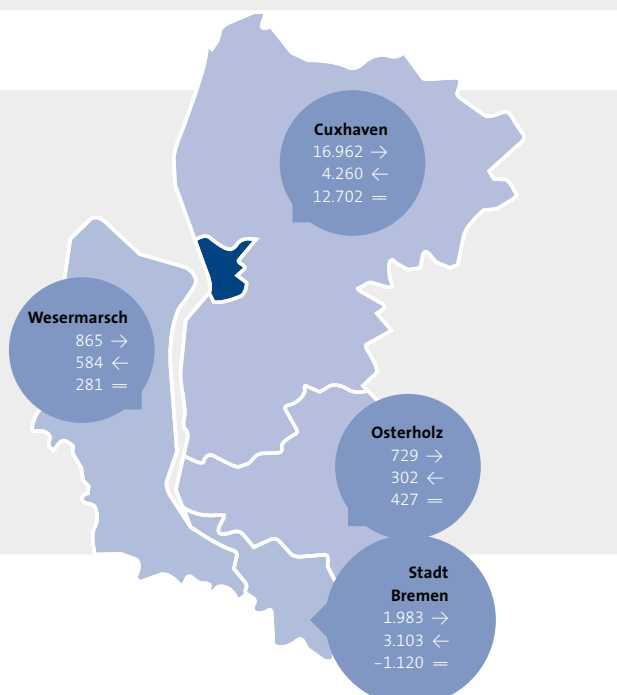 Cuxhaven
16.962 →
4.260 ←
12.702 =
Wesermarsch
865 →
584 ←
281 =
Osterholz
729 →
302 ←
427 =
Stadt
Bremen
1.983 →
3.103 ←
–1.120 =